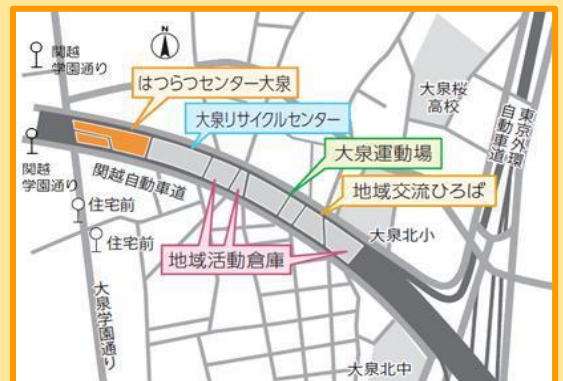 N
関越
学園通り
はつらつセンター大泉
大泉リサイクルセンター
大泉桜
高校
東京外環
自動車道
大泉運動場
地域交流ひろば
関越
学園通り
関越自動車道
住宅前
住宅前
地域活動倉庫
大泉北小
大泉学園通り
大泉北中